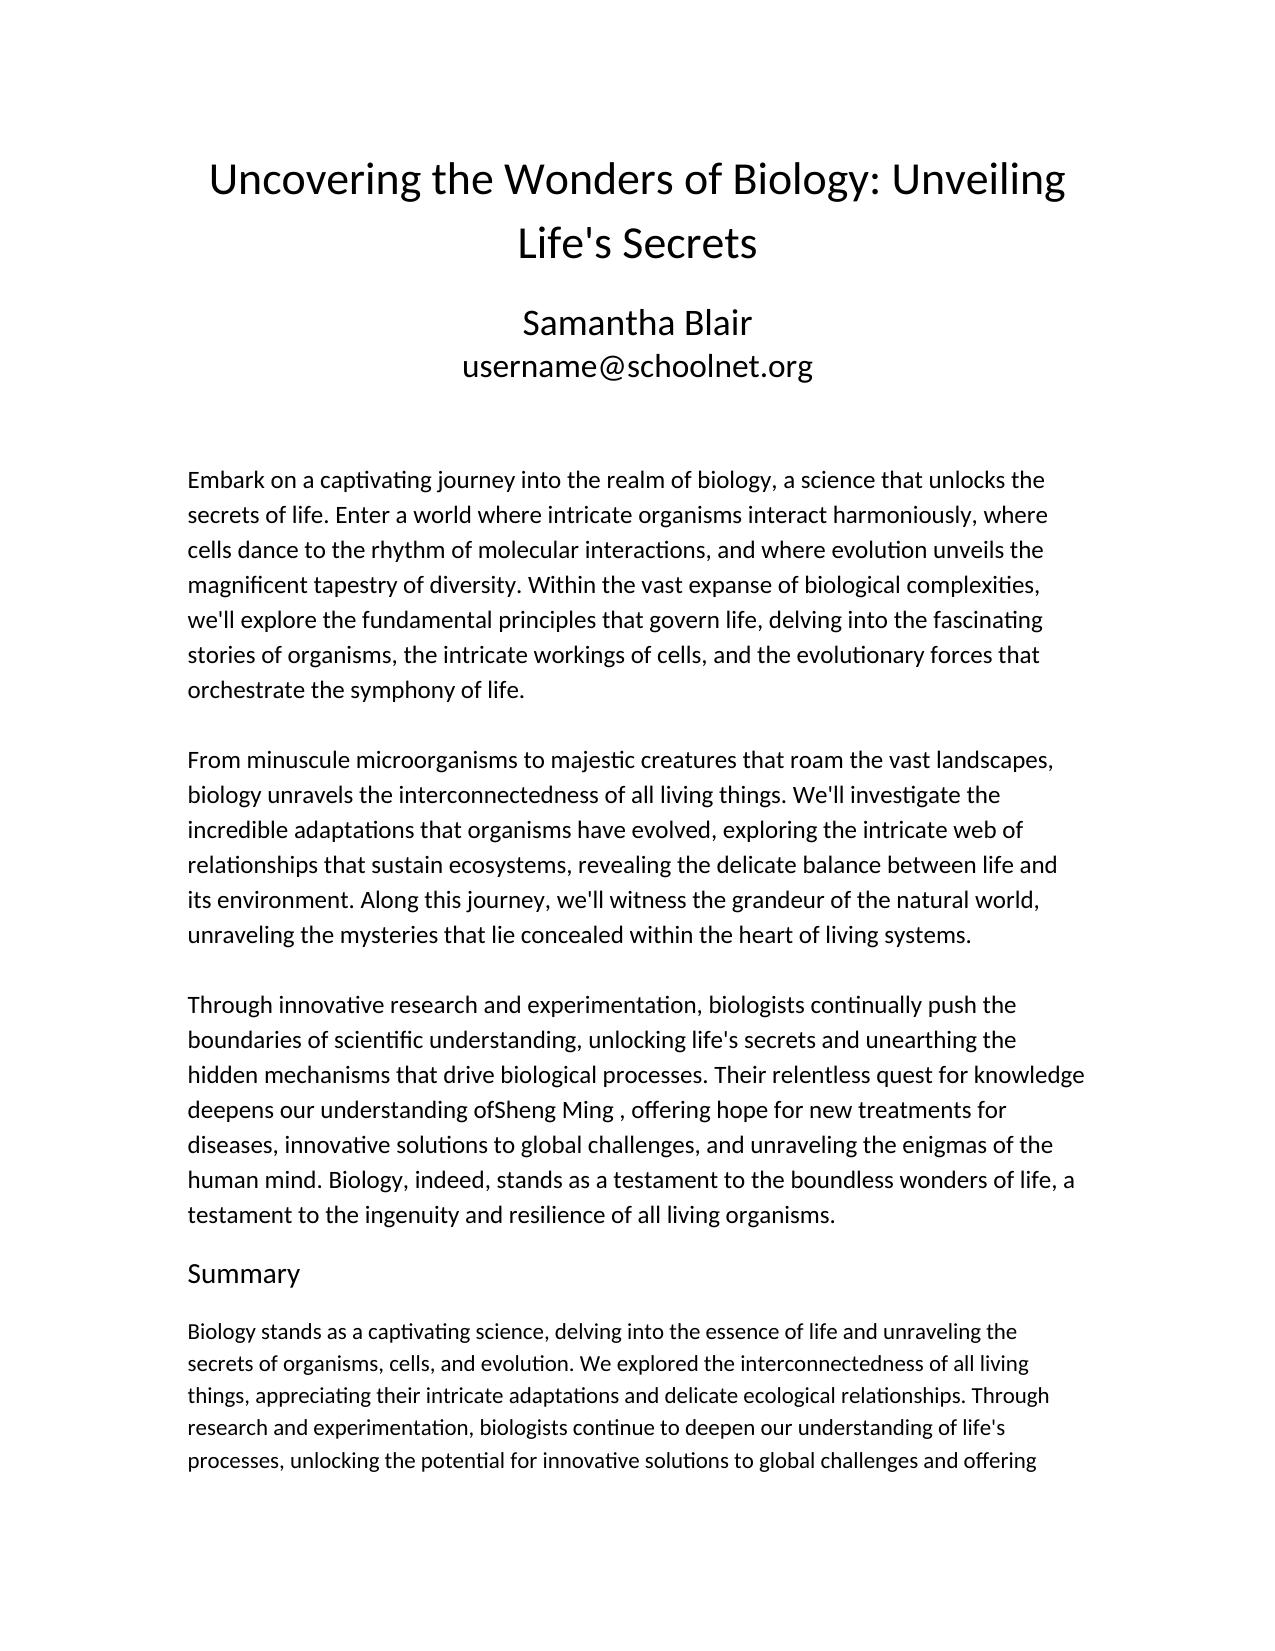 Uncovering the Wonders of Biology: Unveiling
Life's Secrets
Samantha Blair
username@schoolnet.org
Embark on a captivating journey into the realm of biology, a science that unlocks the
secrets of life. Enter a world where intricate organisms interact harmoniously, where
cells dance to the rhythm of molecular interactions, and where evolution unveils the
magnificent tapestry of diversity. Within the vast expanse of biological complexities,
we'll explore the fundamental principles that govern life, delving into the fascinating
stories of organisms, the intricate workings of cells, and the evolutionary forces that
orchestrate the symphony of life.
From minuscule microorganisms to majestic creatures that roam the vast landscapes,
biology unravels the interconnectedness of all living things. We'll investigate the
incredible adaptations that organisms have evolved, exploring the intricate web of
relationships that sustain ecosystems, revealing the delicate balance between life and
its environment. Along this journey, we'll witness the grandeur of the natural world,
unraveling the mysteries that lie concealed within the heart of living systems.
Through innovative research and experimentation, biologists continually push the
boundaries of scientific understanding, unlocking life's secrets and unearthing the
hidden mechanisms that drive biological processes. Their relentless quest for knowledge
deepens our understanding ofSheng Ming , offering hope for new treatments for
diseases, innovative solutions to global challenges, and unraveling the enigmas of the
human mind. Biology, indeed, stands as a testament to the boundless wonders of life, a
testament to the ingenuity and resilience of all living organisms.
Summary
Biology stands as a captivating science, delving into the essence of life and unraveling the
secrets of organisms, cells, and evolution. We explored the interconnectedness of all living
things, appreciating their intricate adaptations and delicate ecological relationships. Through
research and experimentation, biologists continue to deepen our understanding of life's
processes, unlocking the potential for innovative solutions to global challenges and offering